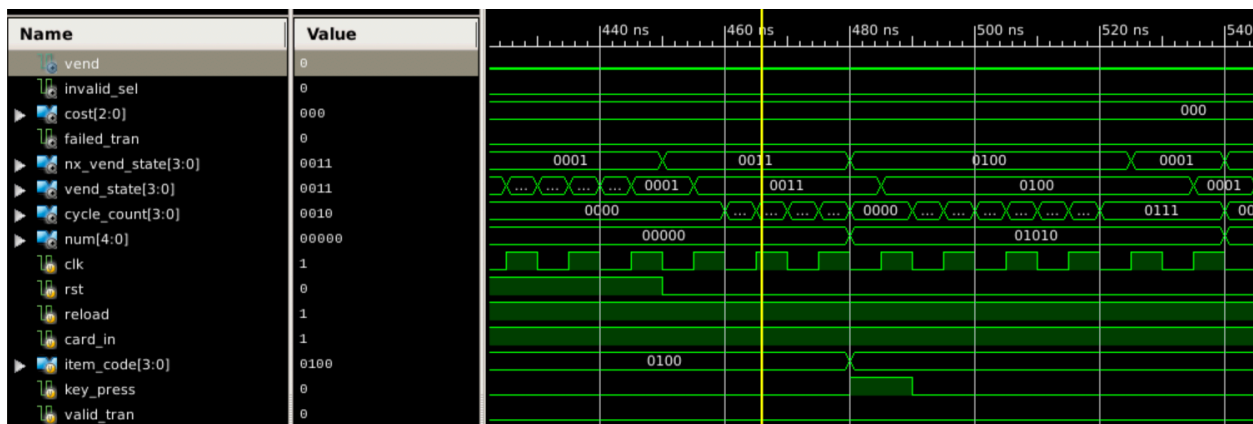 Name Value 440 ns 460 ns 480 ns 500 ns 520 ns 540
vend 0
invalid_sel 0
cost[2:0] 000 000
failed_tran 0
nx_vend_state[3:0] 0011 0001 0011 0100 0001
vend_state[3:0] 0011 ... ... ... ... 0001 0011 0100 0001
cycle_count[3:0] 0010 0000 ... ... ... ... 0000 ... ... ... ... ... ... 0111 00
num[4:0] 00000 00000 01010
clk 1
rst 0
reload 1
card_in 1
item_code[3:0] 0100 0100
key_press 0
valid_tran 0